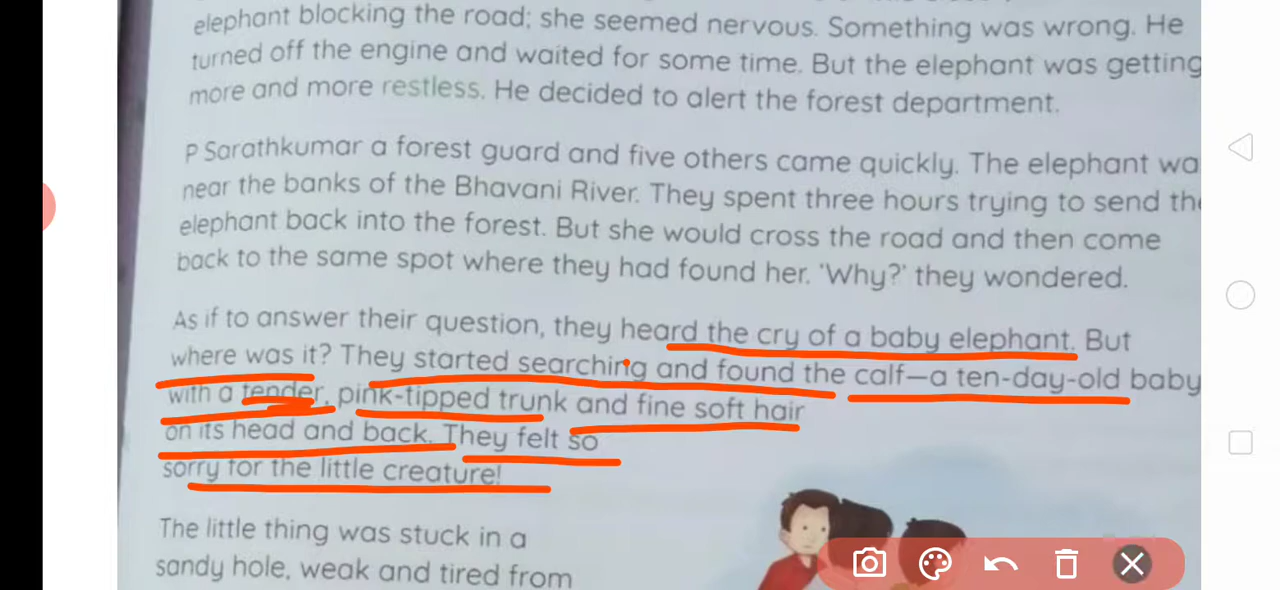 elephant blocking the road; she seemed nervous. Something was wrong. He
turned off the engine and waited for some time. But the elephant was getting
more and more restless. He decided to alert the forest department.
P Sarathkumar a forest guard and five others came quickly. The elephant wa
near the banks of the Bhavani River. They spent three hours trying to send the
elephant back into the forest. But she would cross the road and then come
back to the same spot where they had found her. 'Why?' they wondered.
As if to answer their question, they heard the cry of a baby elephant. But
where was it? They started searching and found the calf—a ten-day-old baby
with a tender, pink-tipped trunk and fine soft hair
on its head and back. They felt so
sorry for the little creature!
The little thing was stuck in a
sandy hole, weak and tired from